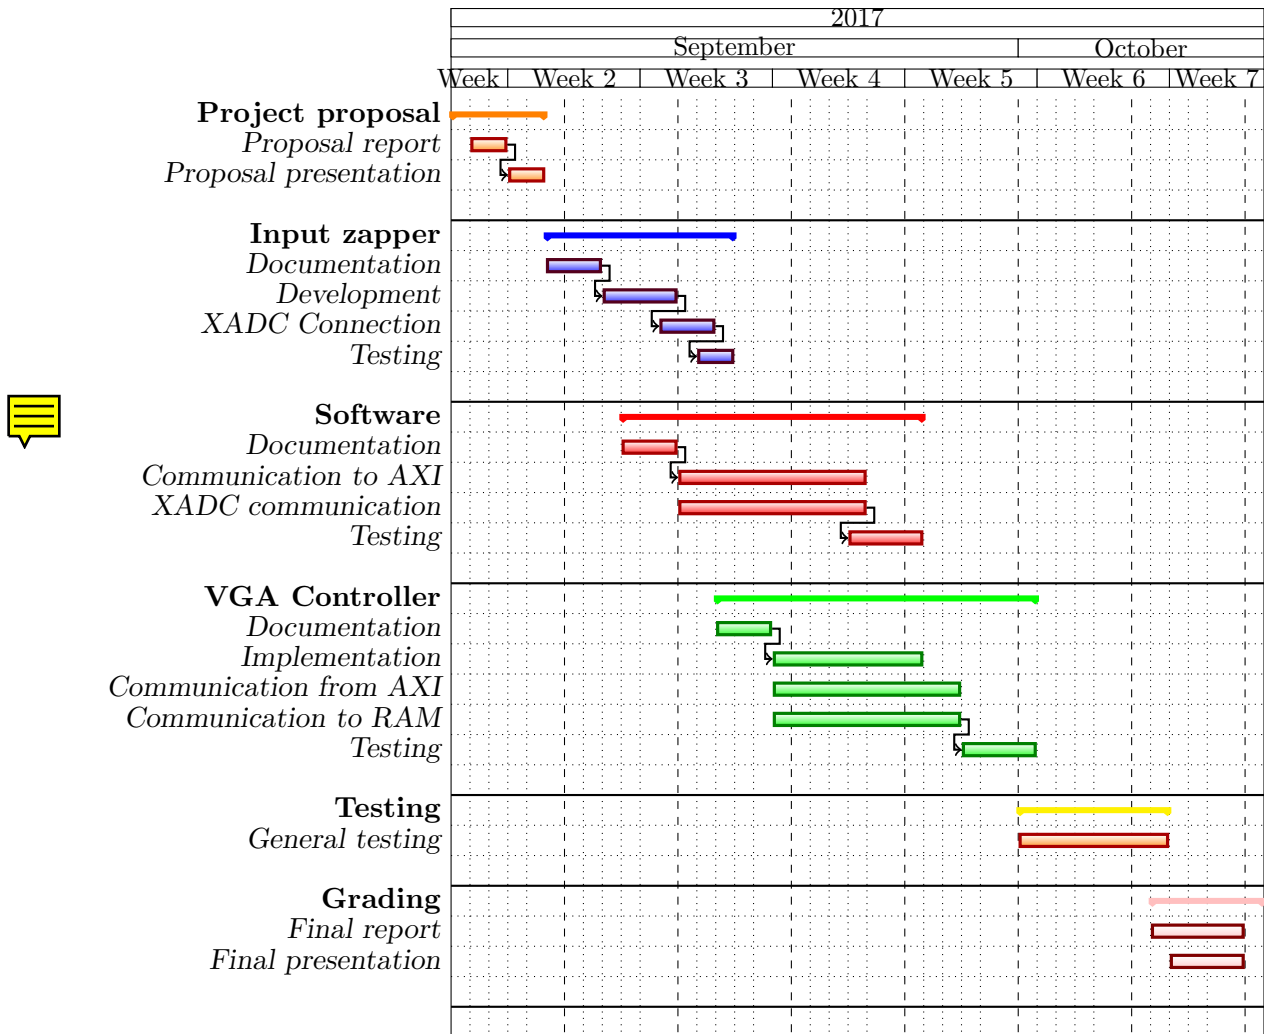 2017
September October
Week Week 2 Week 3 Week 4 Week 5 Week 6 Week 7
Project proposal
Proposal report
Proposal presentation
Input zapper
Documentation
Development
XADC Connection
Testing
Software
Documentation
Communication to AXI
XADC communication
Testing
VGA Controller
Documentation
Implementation
Communication from AXI
Communication to RAM
Testing
Testing
General testing
Grading
Final report
Final presentation